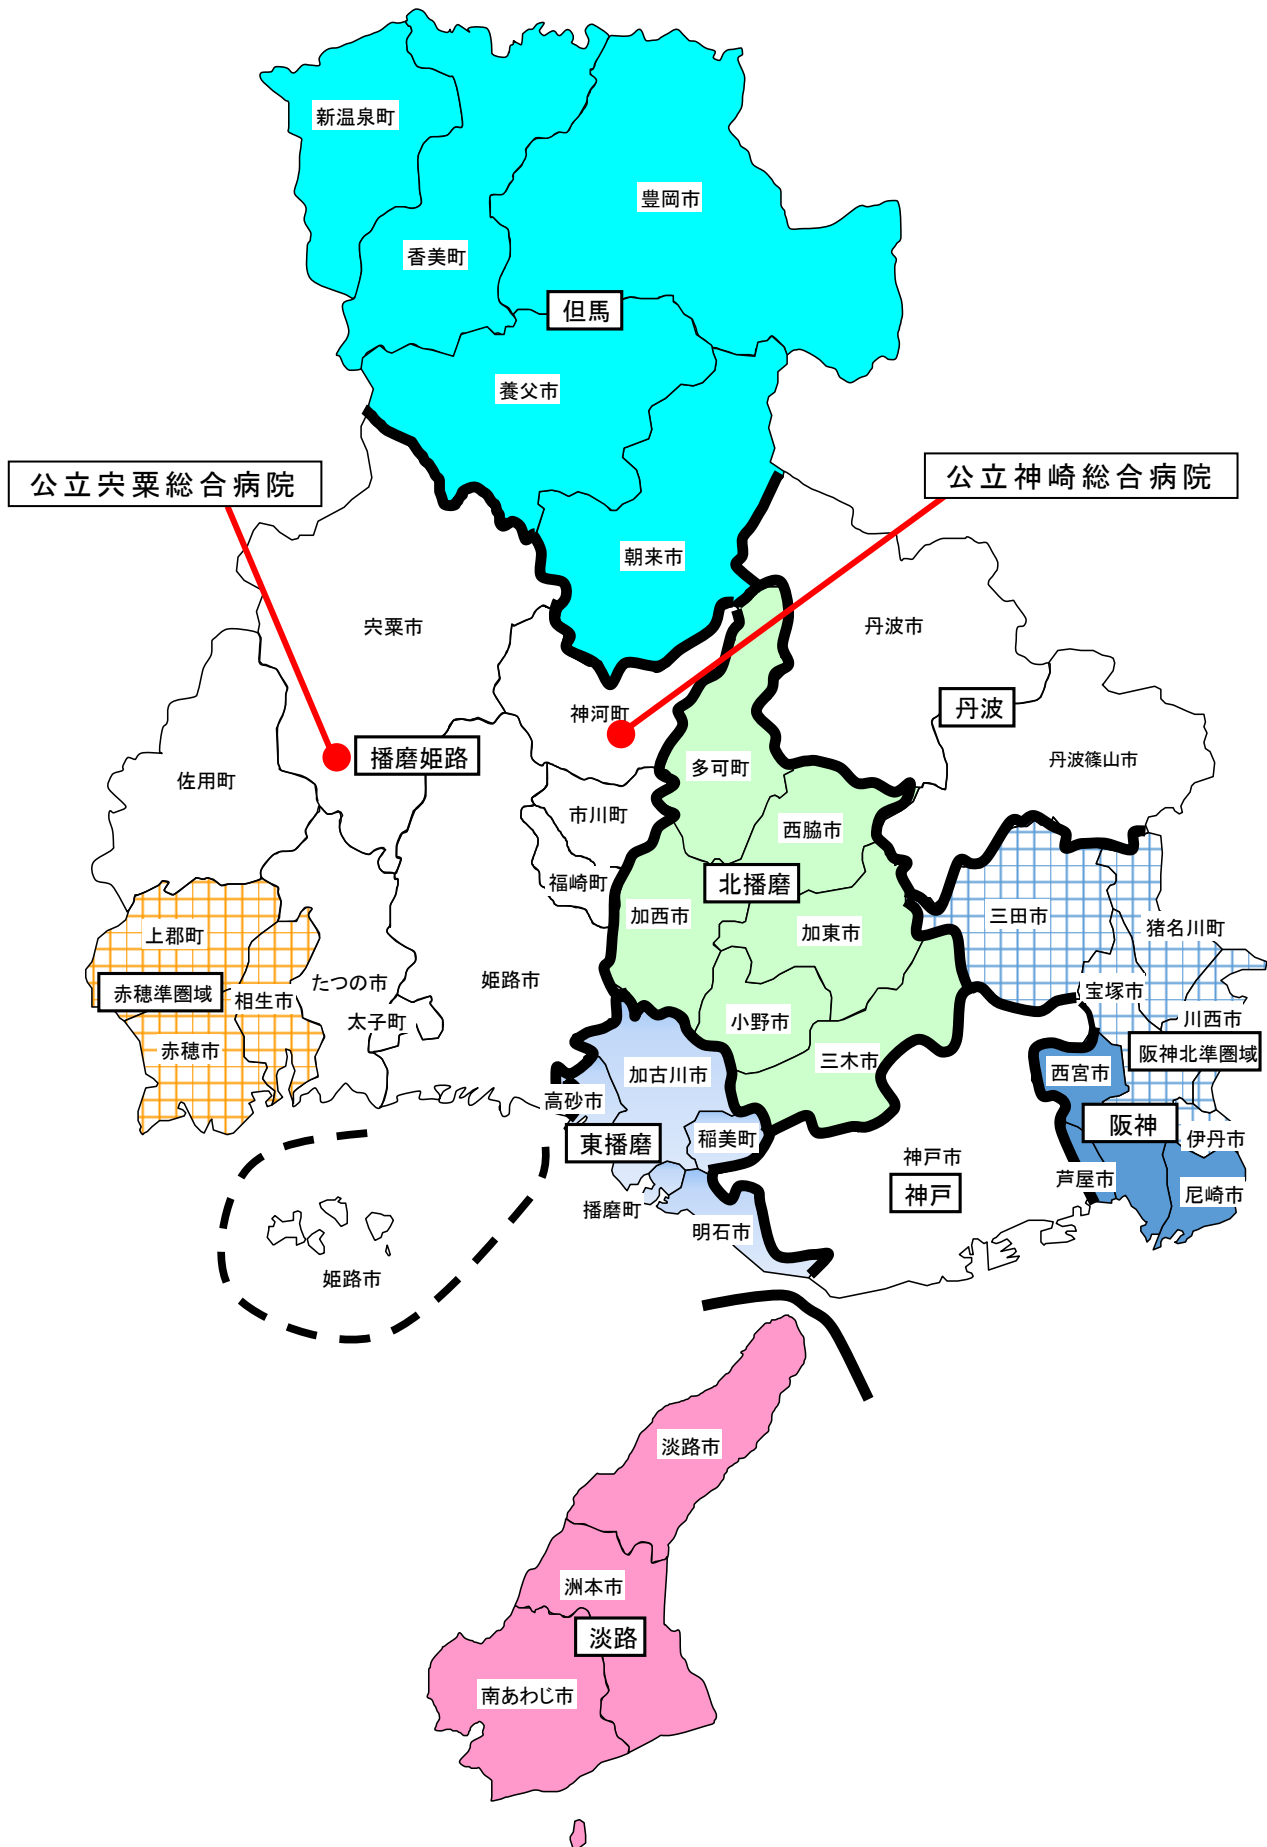 新温泉町
豊岡市
香美町
但馬
養父市
公立宍粟総合病院
公立神崎総合病院
朝来市
宍粟市
丹波市
丹波
神河町
播磨姫路
丹波篠山市
多可町
佐用町
市川町
西脇市
福崎町
北播磨
加西市
三田市
猪名川町
上郡町
加東市
たつの市
姫路市
赤穂準圏域
相生市
宝塚市
太子町
小野市
川西市
赤穂市
三木市
阪神北準圏域
加古川市
西宮市
高砂市
阪神
東播磨
稲美町
伊丹市
神戸市
芦屋市
神戸
尼崎市
播磨町
明石市
姫路市
淡路市
洲本市
淡路
南あわじ市